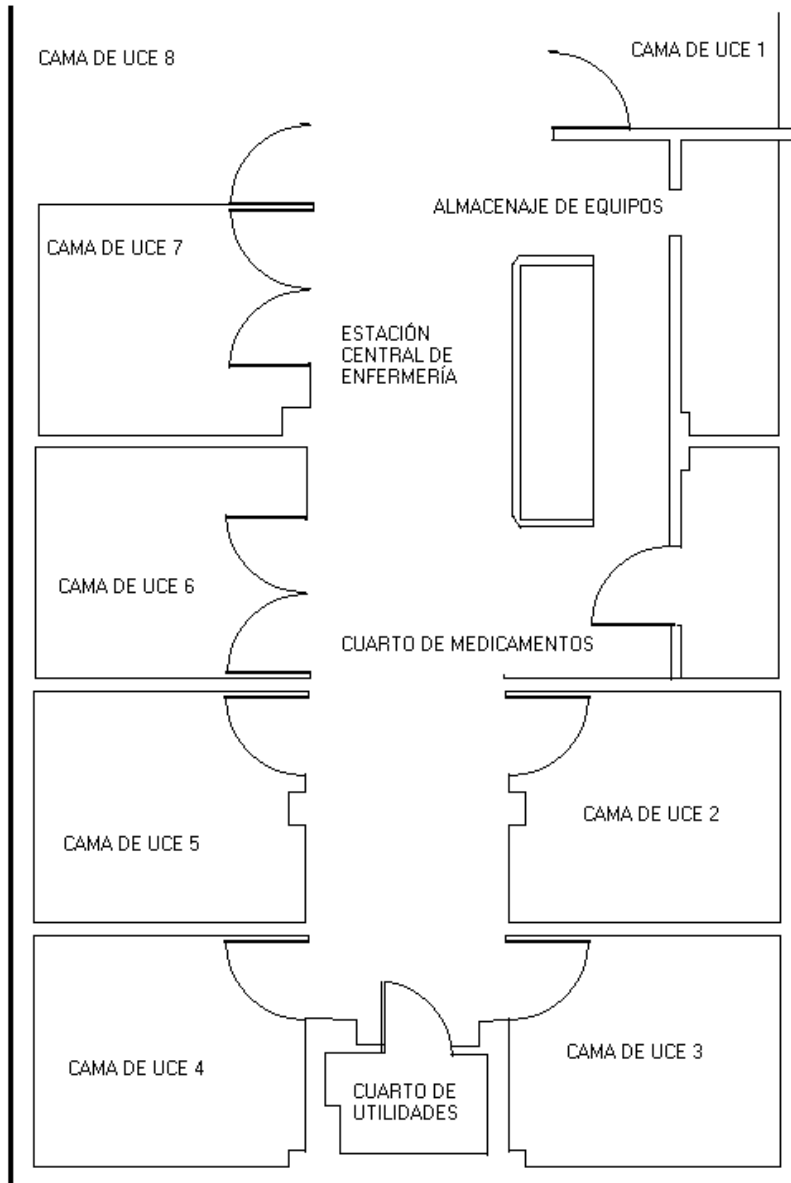 CAMA DE UCE 8
CAMA DE UCE 1
ALMACENAJE DE EQUIPOS
CAMA DE UCE 7
ESTACIÓN
CENTRAL DE
ENFERMERÍA
CAMA DE UCE 6
CUARTO DE MEDICAMENTOS
CAMA DE UCE 5
CAMA DE UCE 2
CAMA DE UCE 4
CUARTO DE
UTILIDADES
CAMA DE UCE 3